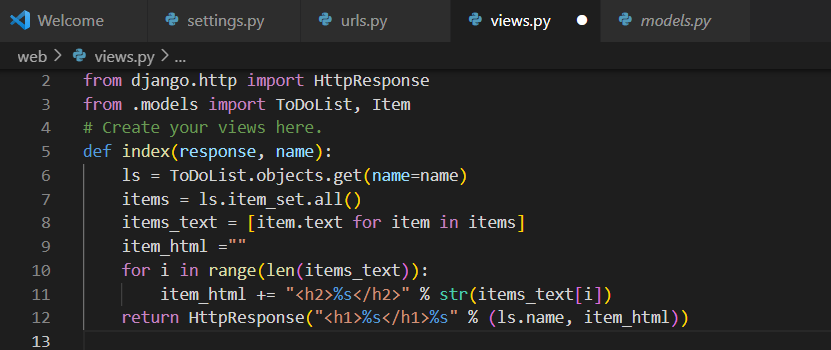 Welcome settings.py urls.py views.py models.py
web > views.py > ...
2 from django.http import HttpResponse
3 from .models import ToDoList, Item
4 # Create your views here.
5 def index(response, name):
6     ls = ToDoList.objects.get(name=name)
7     items = ls.item_set.all()
8     items_text = [item.text for item in items]
9     item_html =""
10     for i in range(len(items_text)):
11         item_html += "<h2>%s</h2>" % str(items_text[i])
12     return HttpResponse("<h1>%s</h1>%s" % (ls.name, item_html))
13